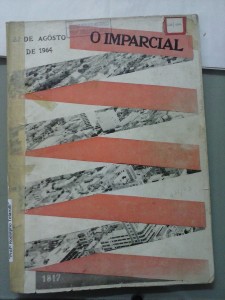 DE AGÔSTO
DE 1964
O IMPARCIAL
1817